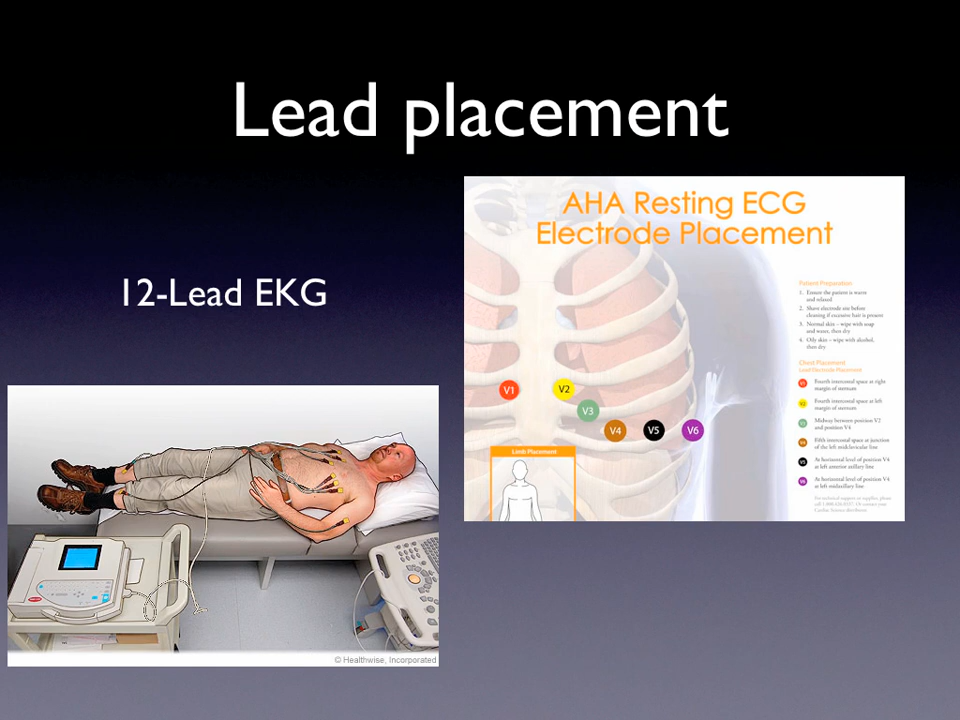 Lead placement
12-Lead EKG
AHA Resting ECG
Electrode Placement
Patient Preparation
1. Ensure the patient is warm
and relaxed
2. Shave electrode site before
cleaning if excessive hair is present
3. Normal skin – wipe with soap
and water, then dry
4. Oily skin – wipe with alcohol,
then dry
Chest Placement
Lead/Electrode Placement
V1 Fourth intercostal space at right
margin of sternum
V2 Fourth intercostal space at left
margin of sternum
V3 Midway between position V2
and position V4
V4 Fifth intercostal space at junction
of the left midclavicular line
V5 At horizontal level of position V4
at left anterior axillary line
V6 At horizontal level of position V4
at left midaxillary line
For technical support or supplies, please
V1
V2
V3
V4
V5
V6
Limb Placement
© Healthwise, Incorporated